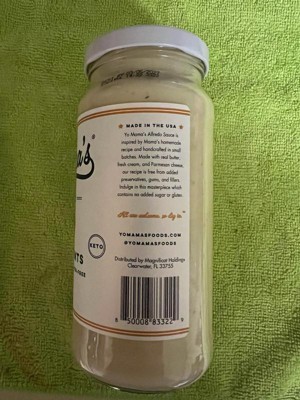 MADE IN THE USA
Yo Mama's Alfredo Sauce is
inspired by Mama's homemade
recipe and handcrafted in small
batches. Made with real butter,
fresh cream, and Parmesan cheese,
our recipe is free from added
preservatives, gums, and fillers.
Indulge in this masterpiece which
contains no added sugar or gluten.
All are welcome, so dig in
YOMAMASFOODS.COM
@YOMAMASFOODS
Distributed by Magnificat Holdings
Clearwater, FL 33755
a's
KETO
NTS
8 50008 83322 9